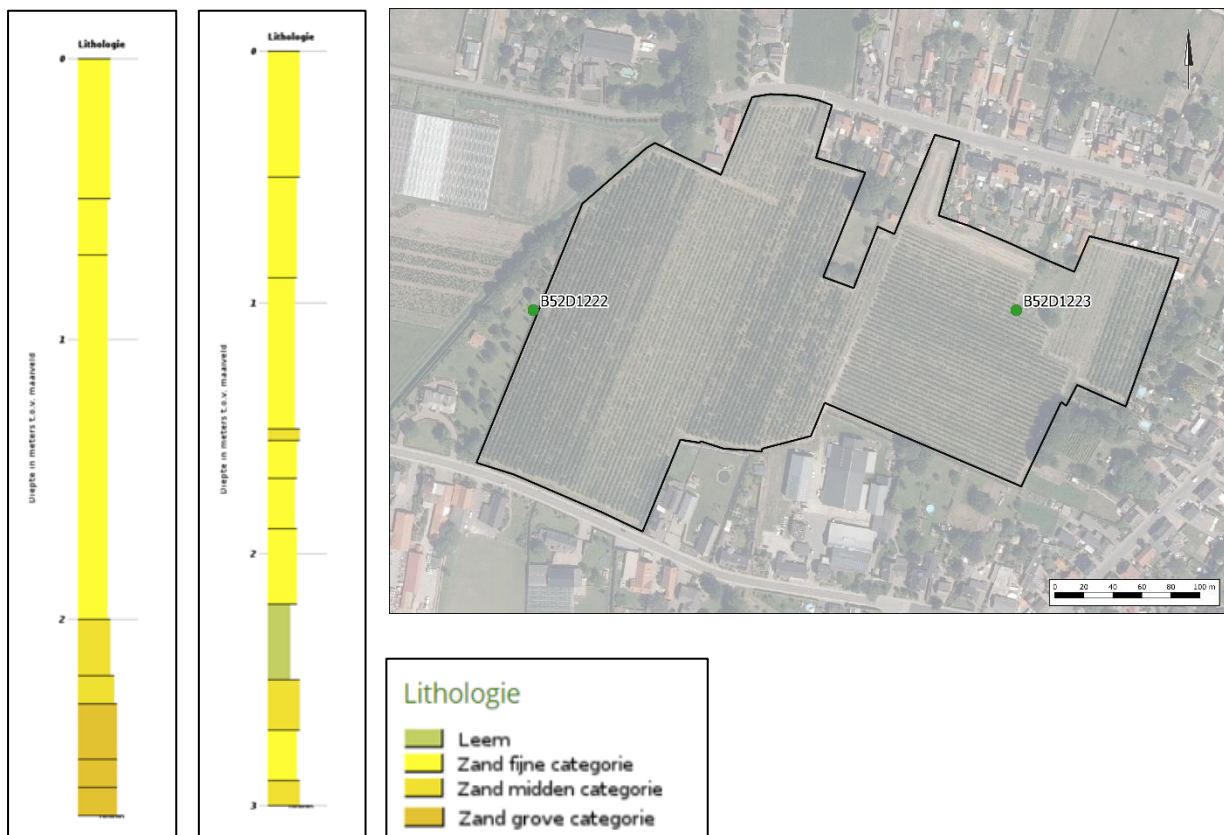 Lithologie
0
1
2
Diepte in meters t.o.v. maaiveld
Lithologie
0
1
2
3
Diepte in meters t.o.v. maaiveld
B52D1222
B52D1223
0 20 40 60 80 100 m
Lithologie
Leem
Zand fijne categorie
Zand midden categorie
Zand grove categorie